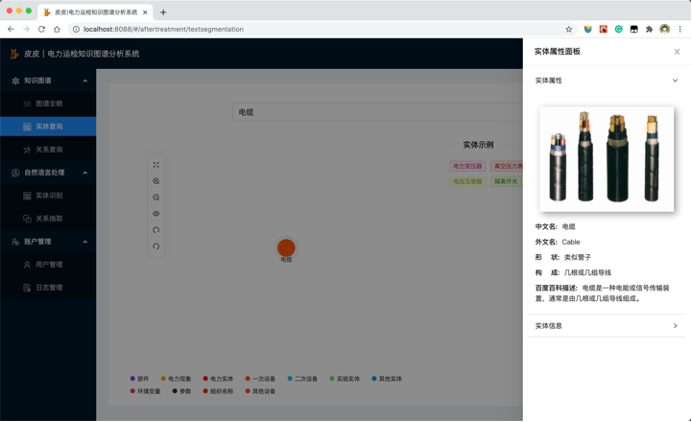 皮皮 | 电力运检知识图谱分析系统
localhost:8088/#/aftertreatment/textsegmentation
皮皮 | 电力运检知识图谱分析系统
知识图谱
图谱全貌
实体查询
关系查询
自然语言处理
实体识别
关系抽取
账户管理
用户管理
日志管理
电缆
实体示例
电力变压器
真空压力表
电压互感器
隔离开关
电缆
部件
电力现象
电力实体
一次设备
二次设备
实验实体
其他实体
环境变量
参数
组织名称
其他设备
实体属性面板
实体属性
中文名: 电缆
外文名: Cable
形 状: 类似管子
构 成: 几根或几组导线
百度百科描述: 电缆是一种电能或信号传输装
置，通常是由几根或几组导线组成。
实体信息